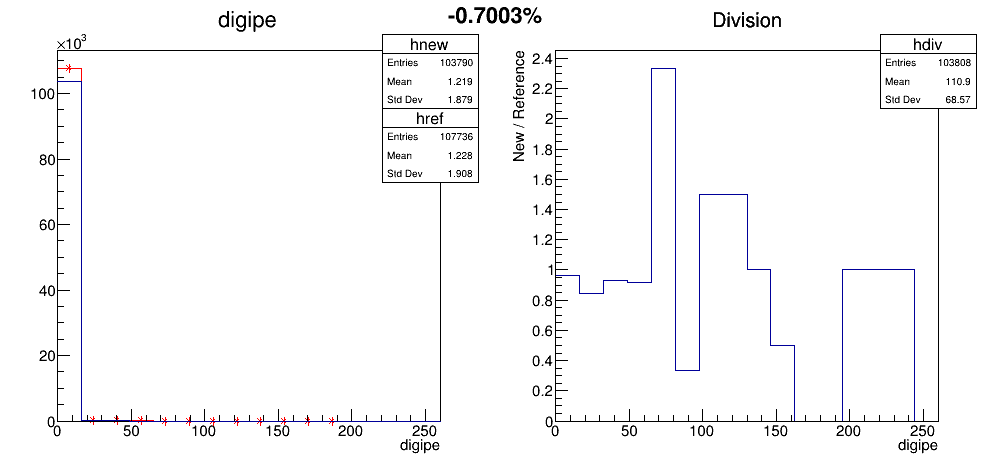 -0.7003%
digipe
×10³
hnew
Entries 103790
Mean 1.219
Std Dev 1.879
href
Entries 107736
Mean 1.228
Std Dev 1.908
100
80
60
40
20
0
0 50 100 150 200 250
digipe
Division
hdiv
Entries 103808
Mean 110.9
Std Dev 68.57
New / Reference
2.4
2.2
2
1.8
1.6
1.4
1.2
1
0.8
0.6
0.4
0.2
0
0 50 100 150 200 250
digipe